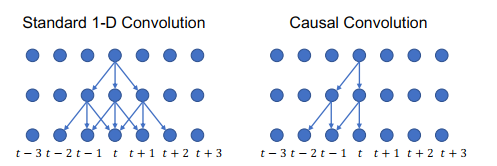 Standard 1-D Convolution
Causal Convolution
t − 3 t − 2 t − 1 t t + 1 t + 2 t + 3
t − 3 t − 2 t − 1 t t + 1 t + 2 t + 3